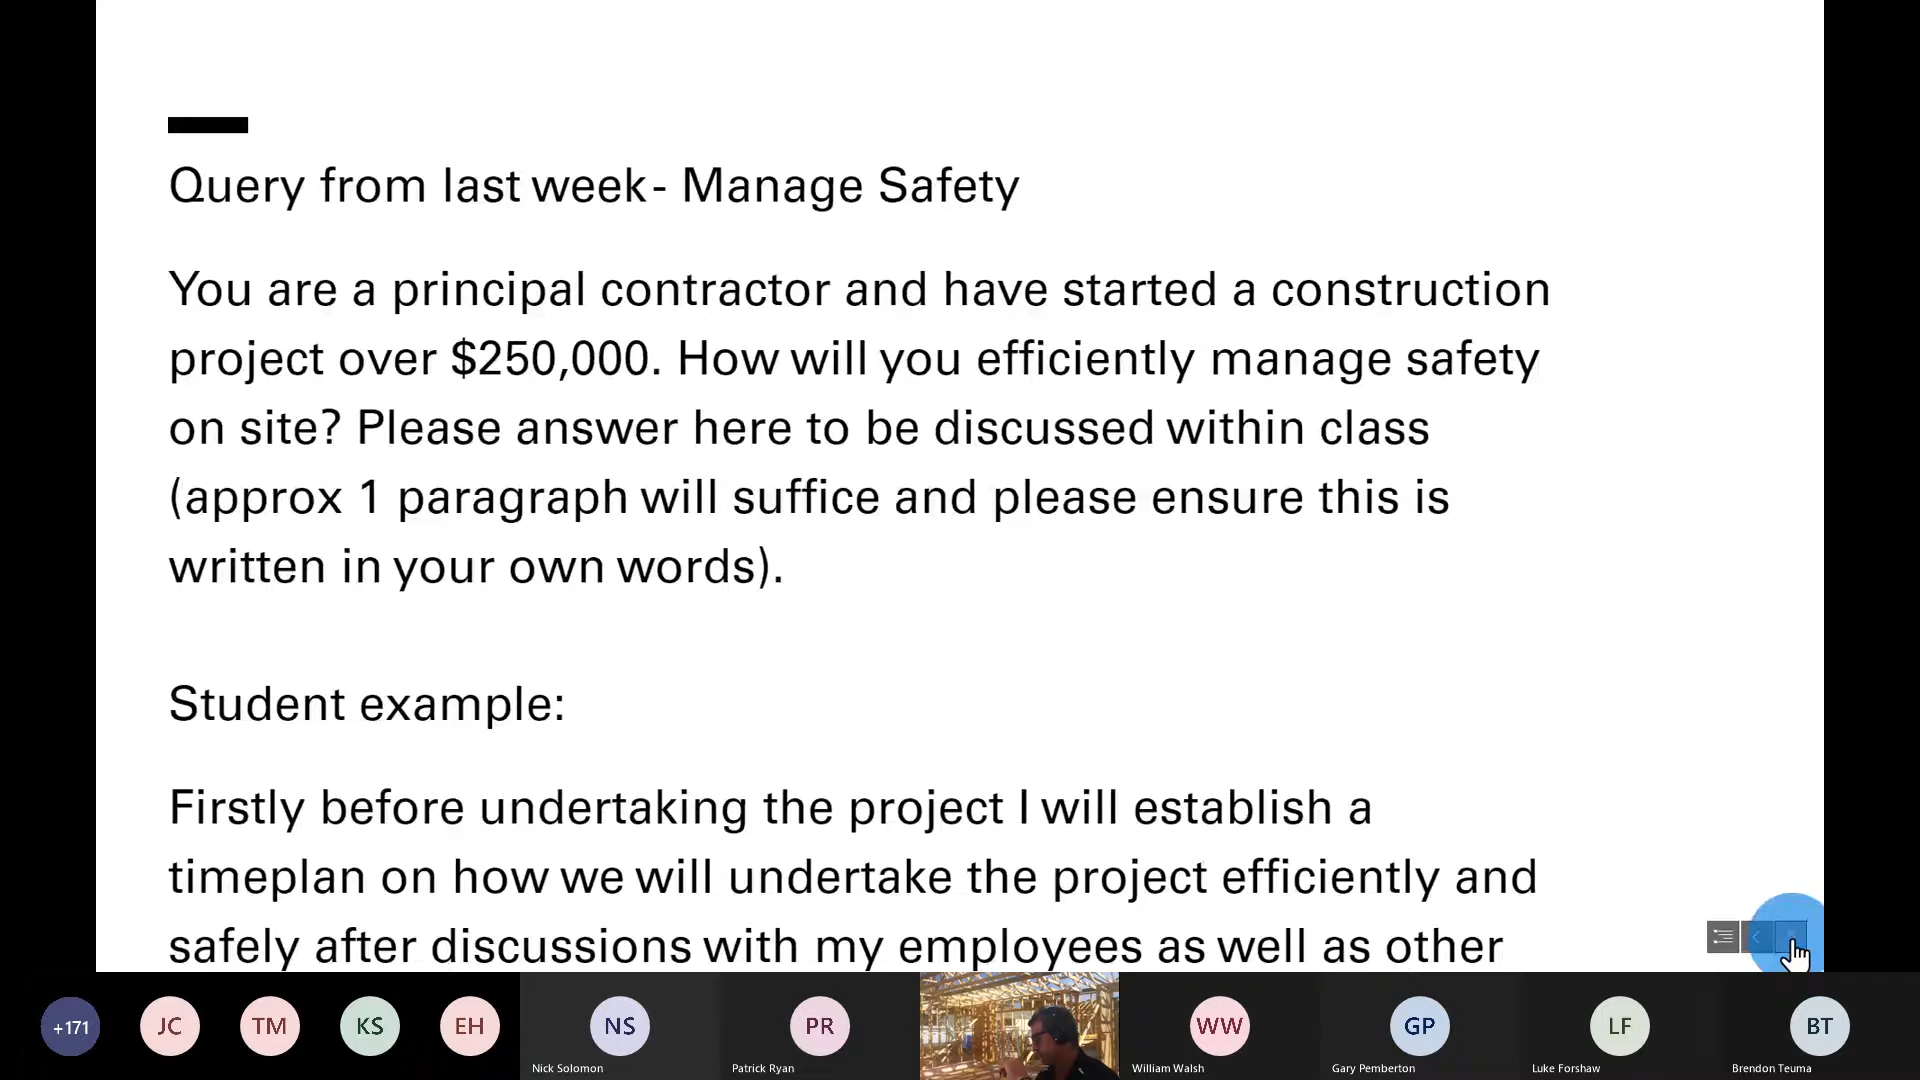 Query from last week - Manage Safety
You are a principal contractor and have started a construction
project over $250,000. How will you efficiently manage safety
on site? Please answer here to be discussed within class
(approx 1 paragraph will suffice and please ensure this is
written in your own words).
Student example:
Firstly before undertaking the project I will establish a
timeplan on how we will undertake the project efficiently and
safely after discussions with my employees as well as other
+171
JC
TM
KS
EH
NS
PR
WW
GP
LF
BT
Nick Solomon
Patrick Ryan
William Walsh
Gary Pemberton
Luke Forshaw
Brendon Teuma